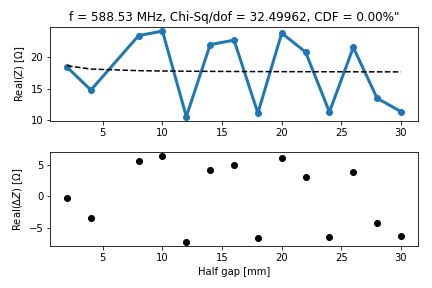 f = 588.53 MHz, Chi-Sq/dof = 32.49962, CDF = 0.00%"
Real(Z) [Ω]
20
15
10
5 10 15 20 25 30
Real(ΔZ) [Ω]
5
0
−5
5 10 15 20 25 30
Half gap [mm]